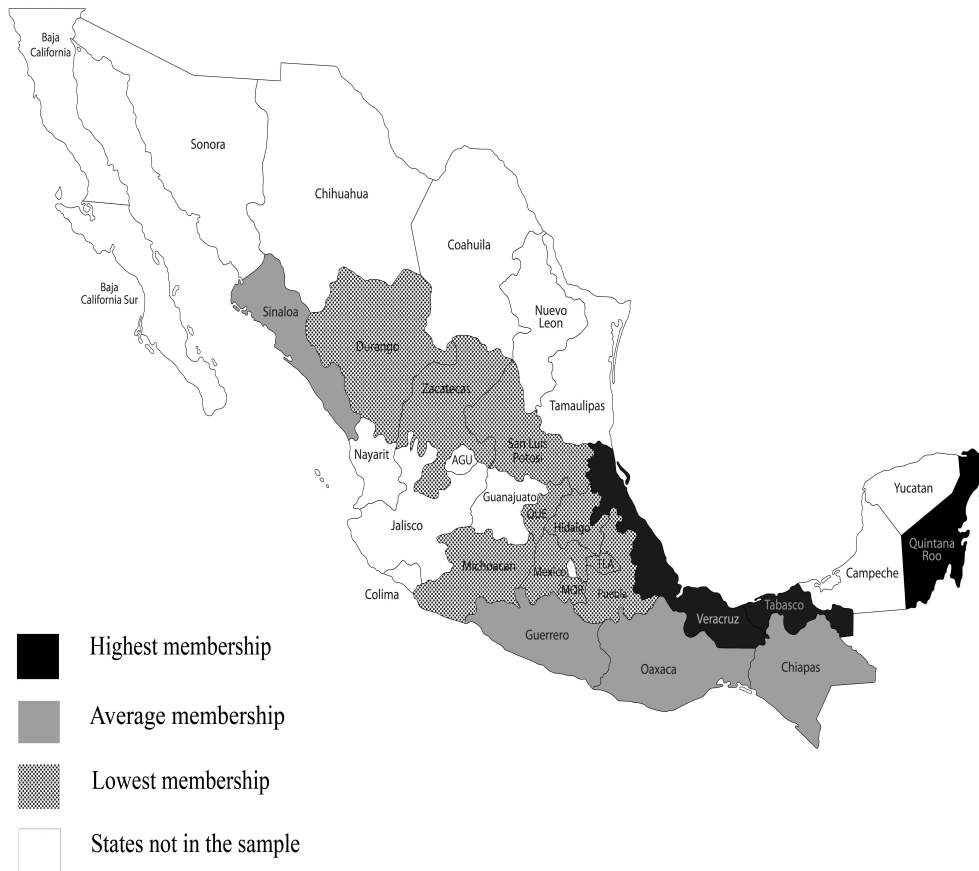 Baja
California
Sonora
Chihuahua
Coahuila
Baja
California Sur
Sinaloa
Nuevo
Leon
Durango
Zacatecas
Tamaulipas
San Luis
Potosi
Nayarit
AGU
Guanajuato
Jalisco
QUE
Hidalgo
Yucatan
Quintana
Roo
Michoacan
Mexico
TLA
Campeche
Colima
MOR
Puebla
Tabasco
Veracruz
Guerrero
Oaxaca
Chiapas
Highest membership
Average membership
Lowest membership
States not in the sample